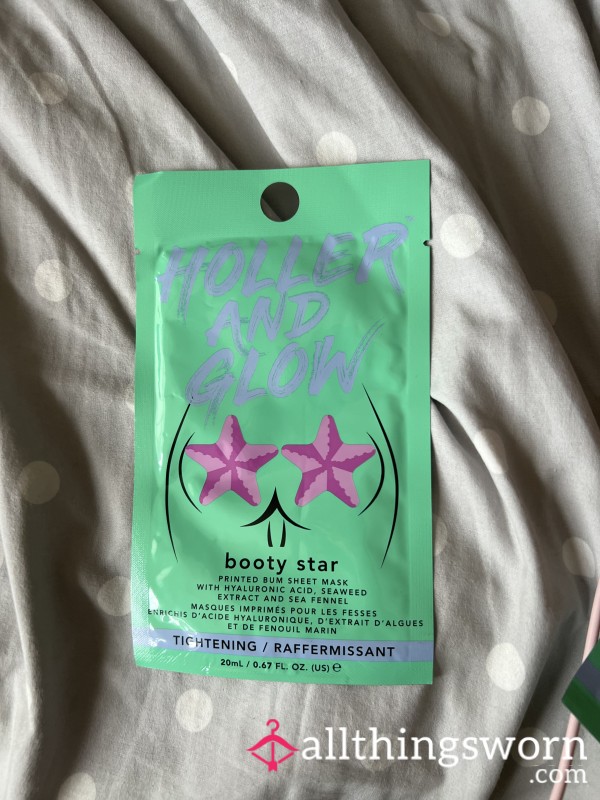 HOLLER
AND
GLOW
booty star
PRINTED BUM SHEET MASK
WITH HYALURONIC ACID, SEAWEED
EXTRACT AND SEA FENNEL
MASQUES IMPRIMÉS POUR LES FESSES
ENRICHIS D'ACIDE HYALURONIQUE, D'EXTRAIT D'ALGUES
ET DE FENOUIL MARIN
TIGHTENING / RAFFERMISSANT
20mL / 0.67 FL. OZ. (US) ℮
allthingsworn
.com